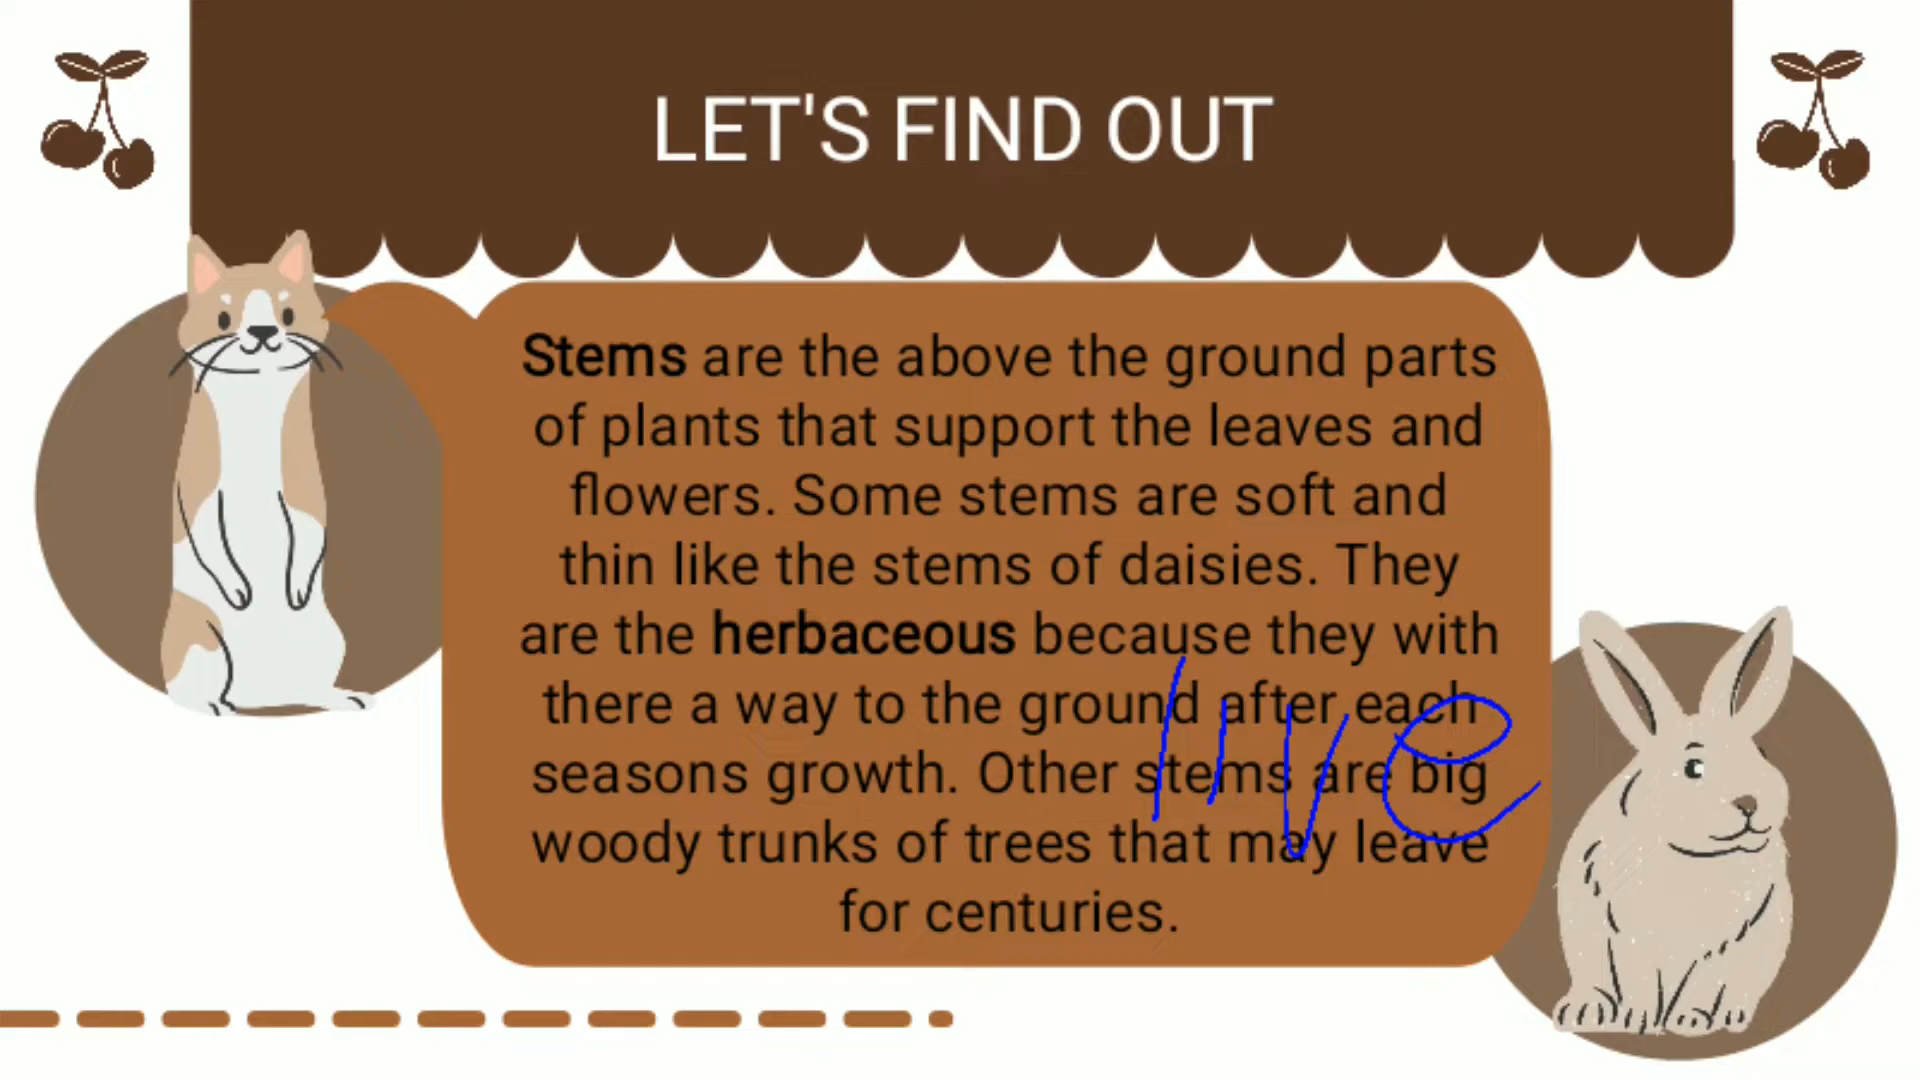 LET'S FIND OUT
Stems are the above the ground parts
of plants that support the leaves and
flowers. Some stems are soft and
thin like the stems of daisies. They
are the herbaceous because they with
there a way to the ground after each
seasons growth. Other stems are big
woody trunks of trees that may leave
for centuries.
live